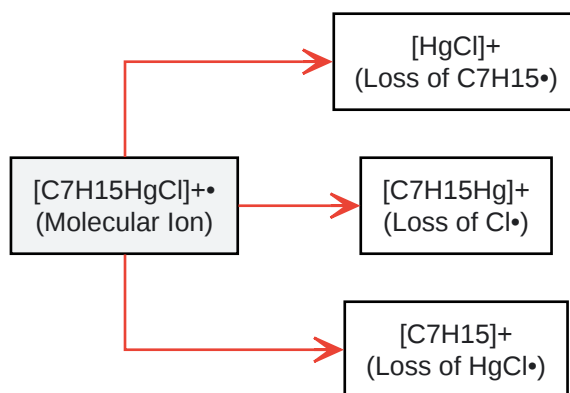 [HgCl]+
(Loss of C7H15•)
[C7H15HgCl]+•
(Molecular Ion)
[C7H15Hg]+
(Loss of Cl•)
[C7H15]+
(Loss of HgCl•)